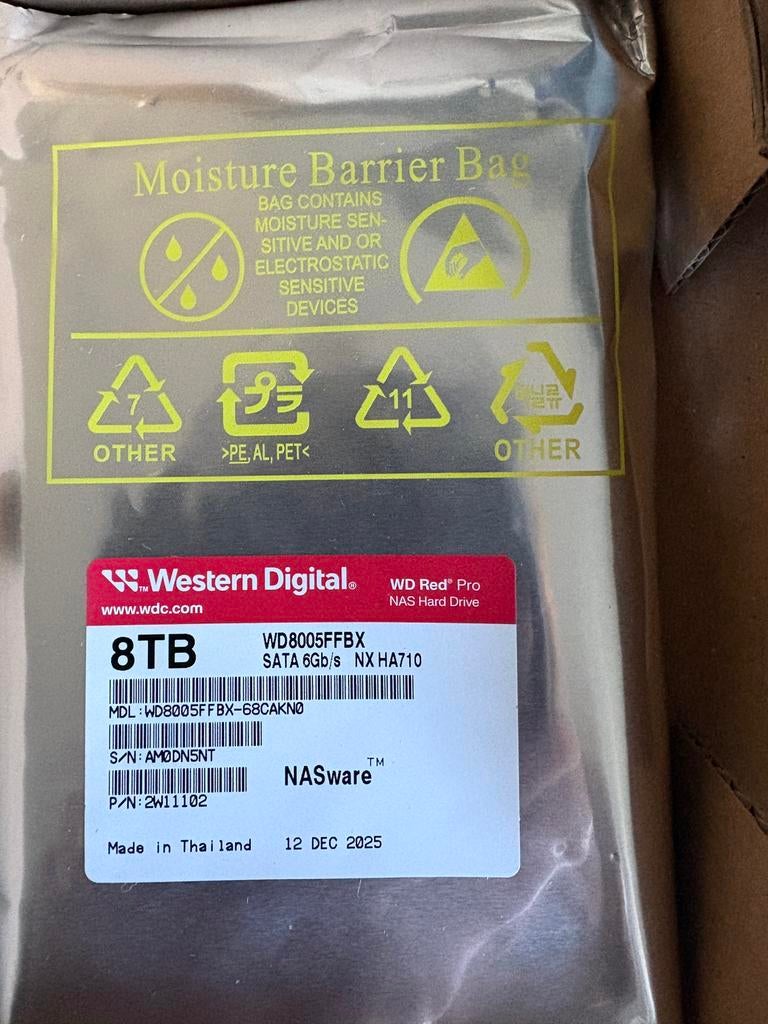 Moisture Barrier Bag
BAG CONTAINS
MOISTURE SEN-
SITIVE AND OR
ELECTROSTATIC
SENSITIVE
DEVICES
7
OTHER
プラ
>PE, AL, PET<
11
OTHER
Western Digital®
www.wdc.com
WD Red® Pro
NAS Hard Drive
8TB
WD8005FFBX
SATA 6Gb/s NX HA710
MDL:WD8005FFBX-68CAKN0
S/N:AM0DN5NT
NASware™
P/N:2W11102
Made in Thailand 12 DEC 2025